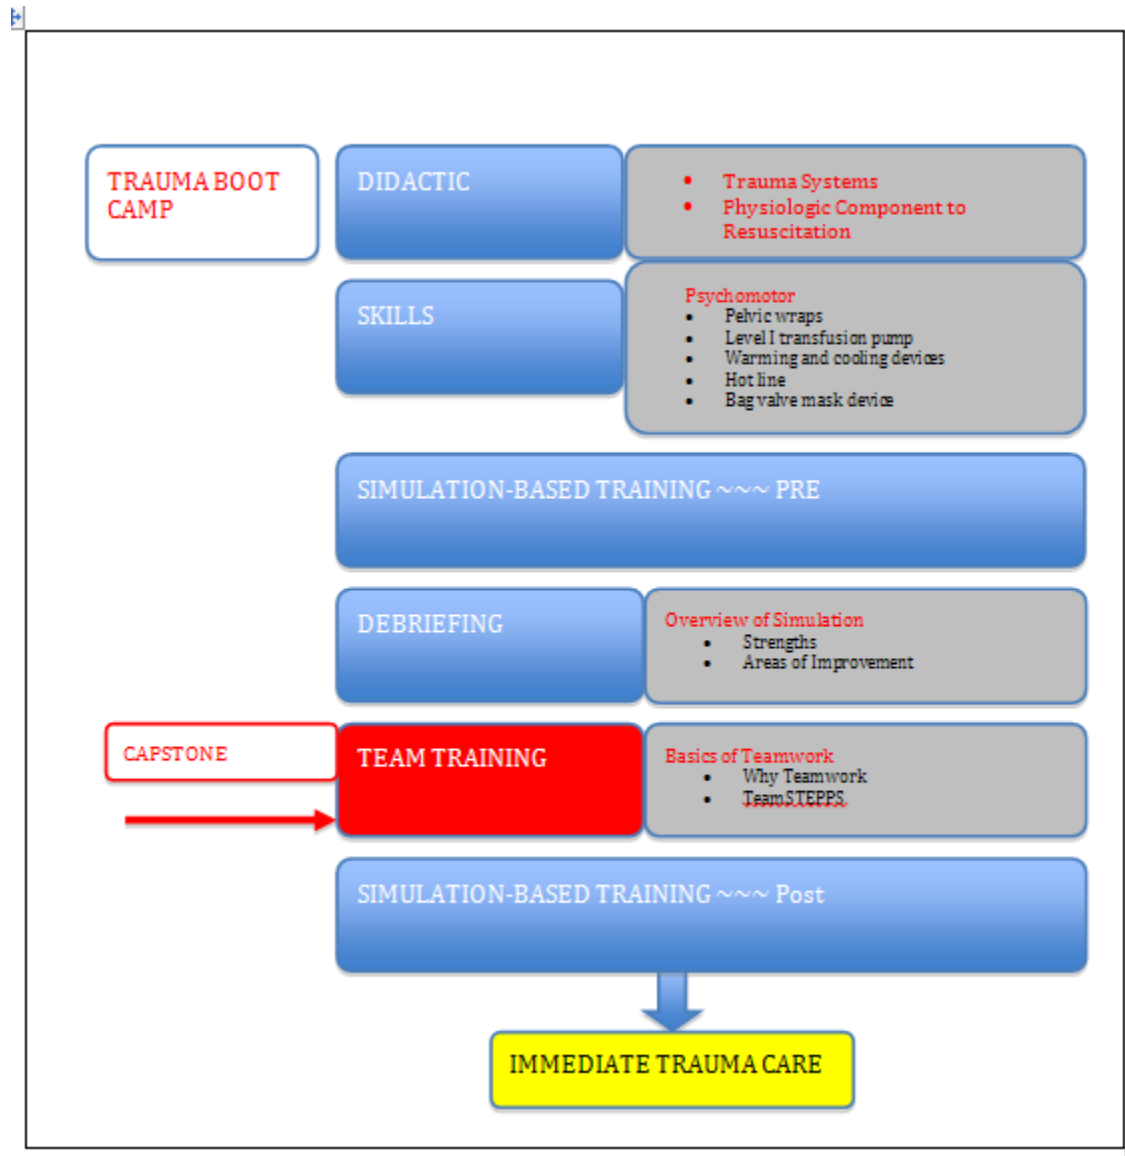 TRAUMA BOOT
CAMP
DIDACTIC
• Trauma Systems
• Physiologic Component to
Resuscitation
SKILLS
Psychomotor
• Pelvic wraps
• Level I transfusion pump
• Warming and cooling devices
• Hot line
• Bag valve mask device
SIMULATION-BASED TRAINING ~~~ PRE
DEBRIEFING
Overview of Simulation
• Strengths
• Areas of Improvement
CAPSTONE
TEAM TRAINING
Basics of Teamwork
• Why Teamwork
• TeamSTEPPS
SIMULATION-BASED TRAINING ~~~ Post
IMMEDIATE TRAUMA CARE